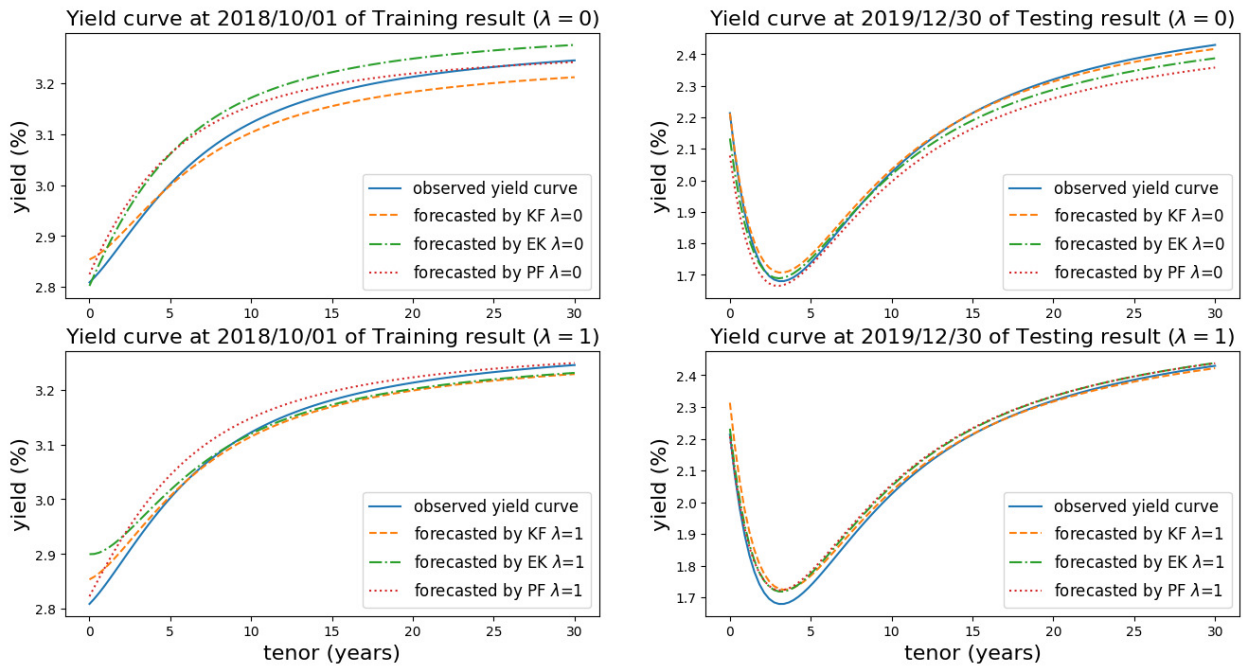 Yield curve at 2018/10/01 of Training result (λ = 0)
yield (%)
3.2
3.1
3.0
2.9
2.8
0 5 10 15 20 25 30
observed yield curve
forecasted by KF λ=0
forecasted by EK λ=0
forecasted by PF λ=0
Yield curve at 2019/12/30 of Testing result (λ = 0)
yield (%)
2.4
2.3
2.2
2.1
2.0
1.9
1.8
1.7
0 5 10 15 20 25 30
observed yield curve
forecasted by KF λ=0
forecasted by EK λ=0
forecasted by PF λ=0
Yield curve at 2018/10/01 of Training result (λ = 1)
yield (%)
3.2
3.1
3.0
2.9
2.8
0 5 10 15 20 25 30
tenor (years)
observed yield curve
forecasted by KF λ=1
forecasted by EK λ=1
forecasted by PF λ=1
Yield curve at 2019/12/30 of Testing result (λ = 1)
yield (%)
2.4
2.3
2.2
2.1
2.0
1.9
1.8
1.7
0 5 10 15 20 25 30
tenor (years)
observed yield curve
forecasted by KF λ=1
forecasted by EK λ=1
forecasted by PF λ=1